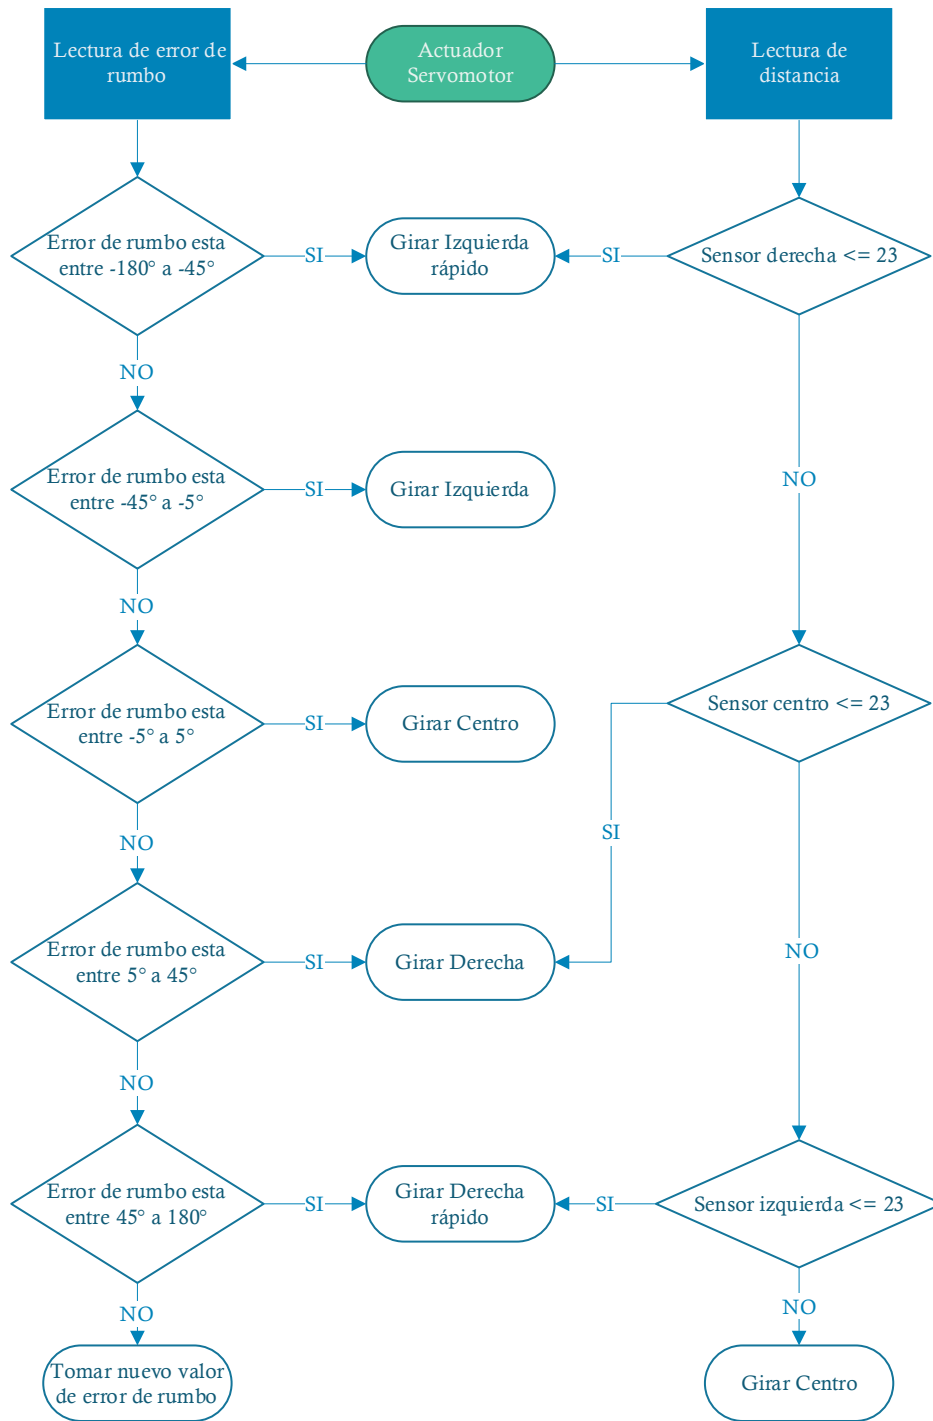 Lectura de error de
rumbo
Actuador
Servomotor
Lectura de
distancia
Error de rumbo esta
entre -180° a -45°
SI
Girar Izquierda
rápido
SI
Sensor derecha <= 23
NO
Error de rumbo esta
entre -45° a -5°
SI
Girar Izquierda
NO
NO
Error de rumbo esta
entre -5° a 5°
SI
Girar Centro
Sensor centro <= 23
SI
NO
Error de rumbo esta
entre 5° a 45°
SI
Girar Derecha
NO
NO
Error de rumbo esta
entre 45° a 180°
SI
Girar Derecha
rápido
SI
Sensor izquierda <= 23
NO
NO
Tomar nuevo valor
de error de rumbo
Girar Centro